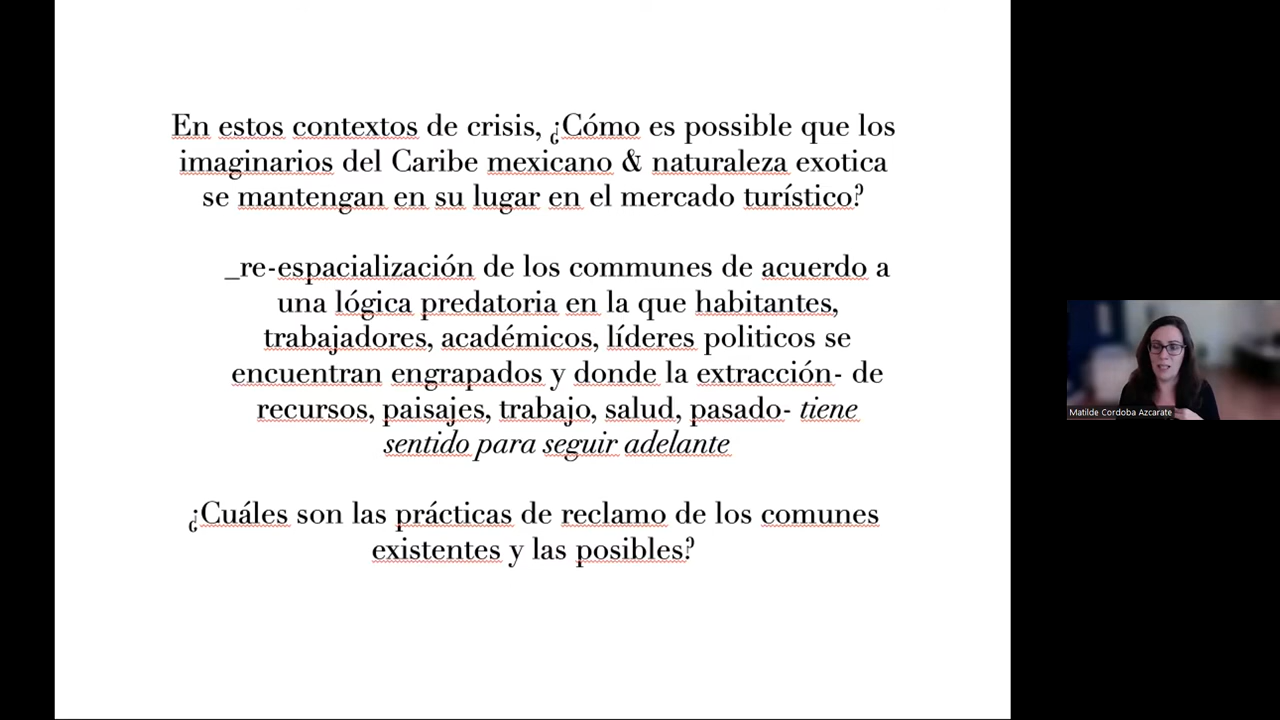 En estos contextos de crisis, ¿Cómo es possible que los
imaginarios del Caribe mexicano & naturaleza exotica
se mantengan en su lugar en el mercado turístico?
_re-espacialización de los communes de acuerdo a
una lógica predatoria en la que habitantes,
trabajadores, académicos, líderes politicos se
encuentran engrapados y donde la extracción- de
recursos, paisajes, trabajo, salud, pasado- tiene
sentido para seguir adelante
¿Cuáles son las prácticas de reclamo de los comunes
existentes y las posibles?
Matilde Cordoba Azcarate